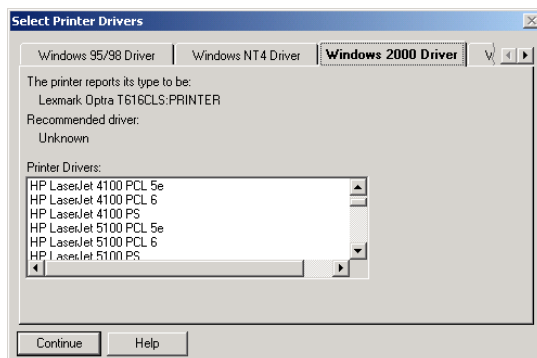 Select Printer Drivers
Windows 95/98 Driver
Windows NT4 Driver
Windows 2000 Driver
The printer reports its type to be:
Lexmark Optra T616CLS:PRINTER
Recommended driver:
Unknown
Printer Drivers:
HP LaserJet 4100 PCL 5e
HP LaserJet 4100 PCL 6
HP LaserJet 4100 PS
HP LaserJet 5100 PCL 5e
HP LaserJet 5100 PCL 6
HP LaserJet 5100 PS
Continue
Help